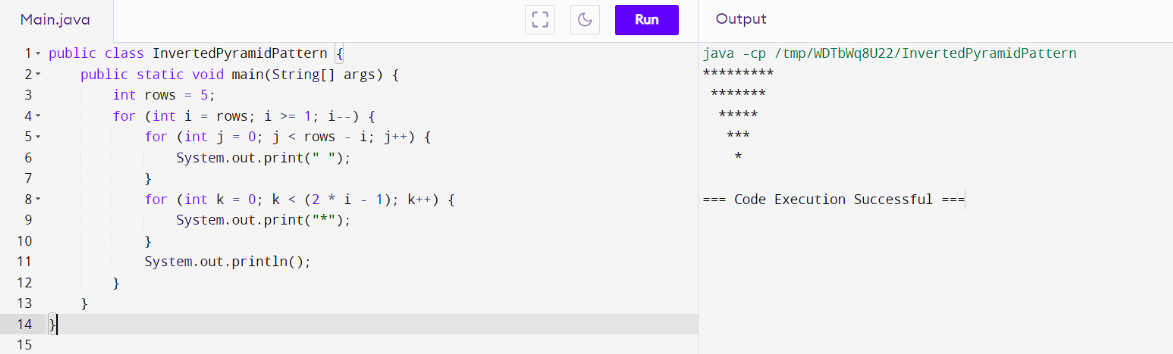 Main.java
Run
Output
1 public class InvertedPyramidPattern {
2     public static void main(String[] args) {
3         int rows = 5;
4         for (int i = rows; i >= 1; i--) {
5             for (int j = 0; j < rows - i; j++) {
6                 System.out.print(" ");
7             }
8             for (int k = 0; k < (2 * i - 1); k++) {
9                 System.out.print("*");
10             }
11             System.out.println();
12         }
13     }
14 }
15
java -cp /tmp/WDTbWq8U22/InvertedPyramidPattern
*********
 *******
  *****
   ***
    *
=== Code Execution Successful ===